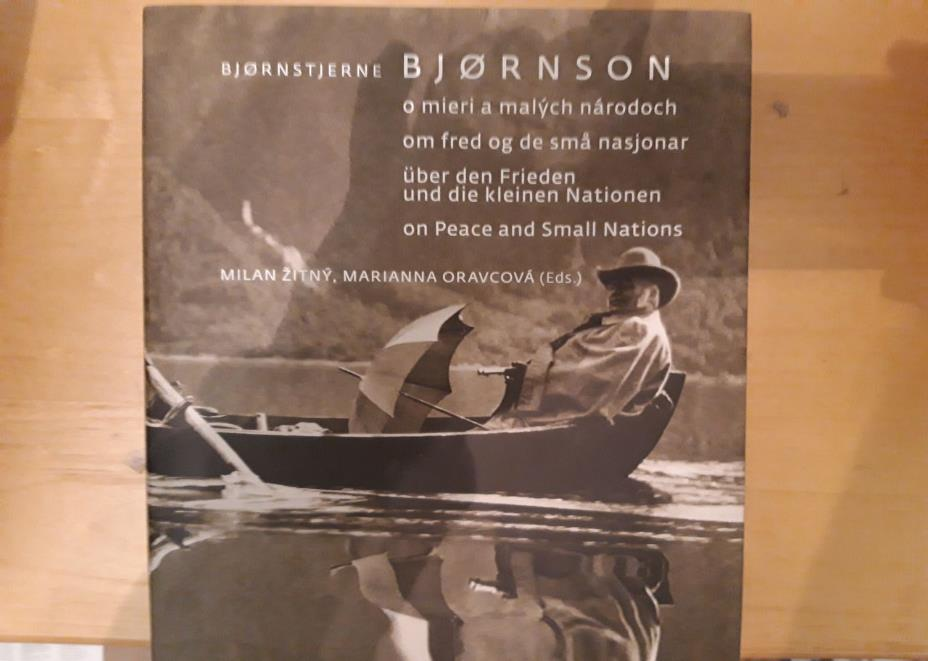 BJØRNSTJERNE BJØRNSON
o mieri a malých národoch
om fred og de små nasjonar
über den Frieden
und die kleinen Nationen
on Peace and Small Nations
MILAN ŽITNÝ, MARIANNA ORAVCOVÁ (Eds.)